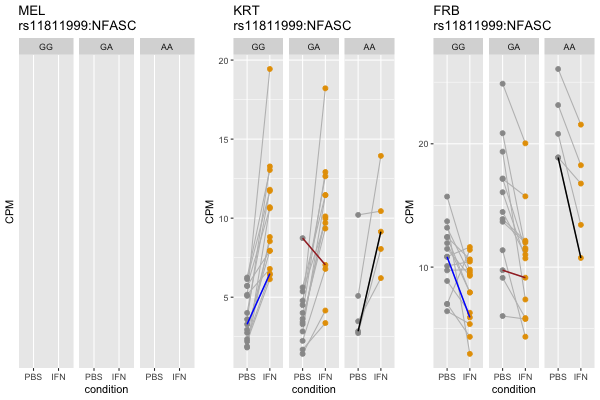 MEL
rs11811999:NFASC
GG GA AA
CPM
PBS IFN PBS IFN PBS IFN
condition
KRT
rs11811999:NFASC
GG GA AA
20
15
10
5
CPM
PBS IFN PBS IFN PBS IFN
condition
FRB
rs11811999:NFASC
GG GA AA
20
10
CPM
PBS IFN PBS IFN PBS IFN
condition